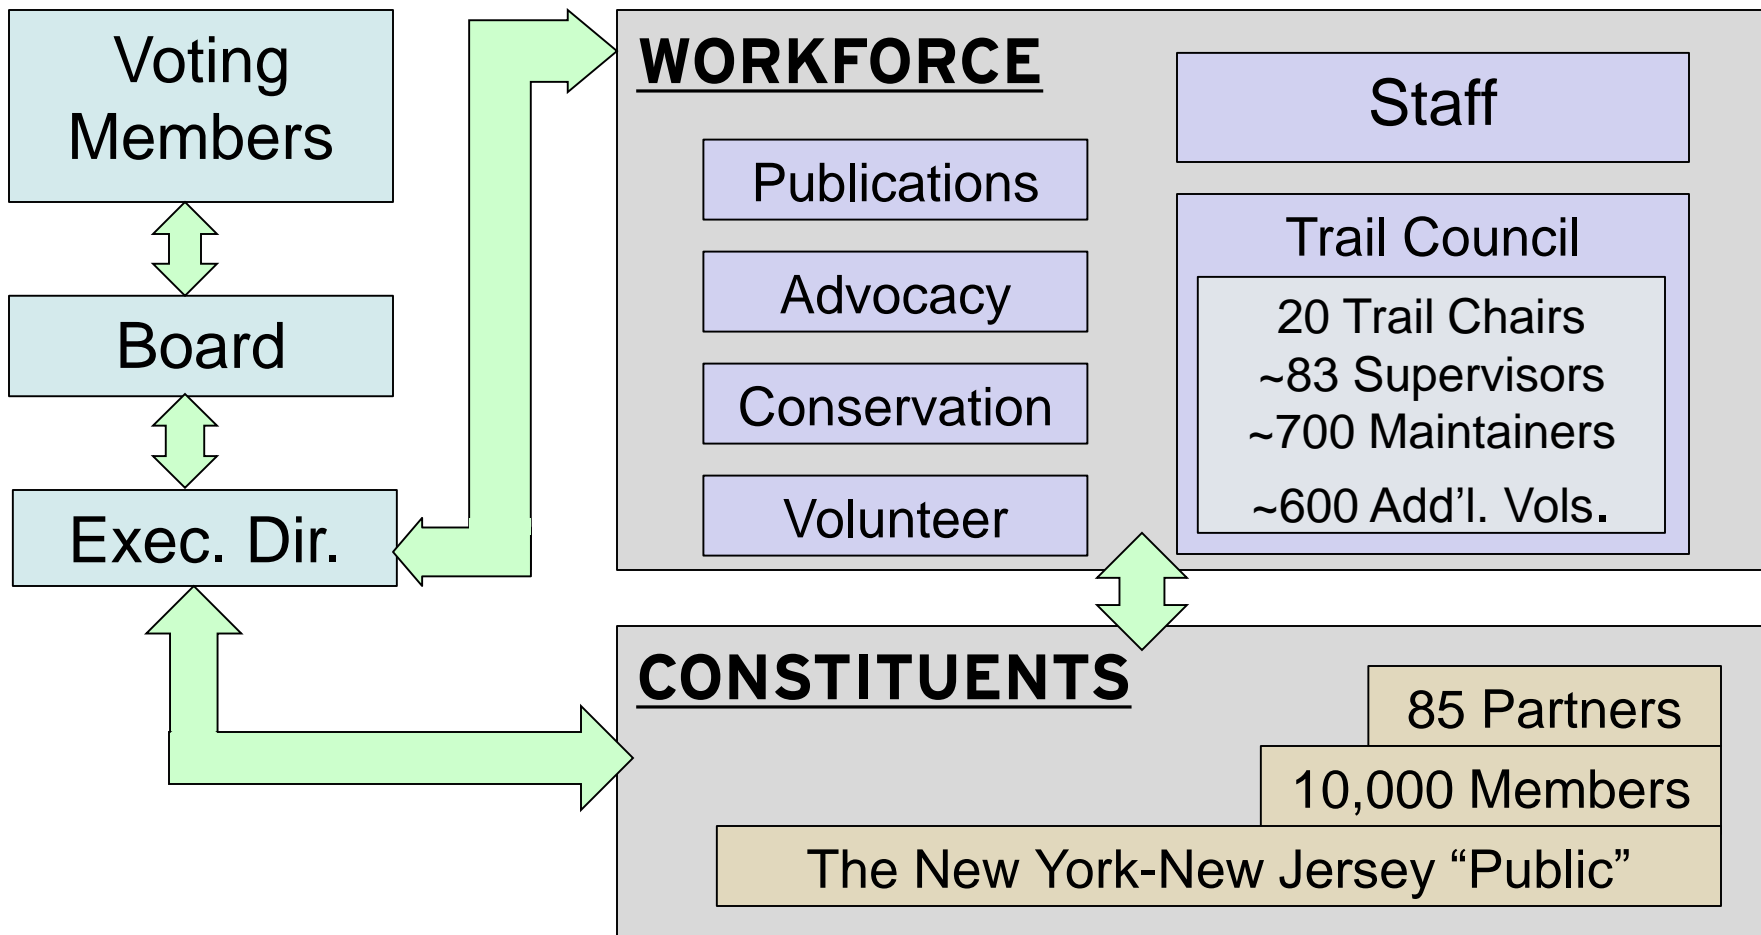 Voting
Members
Board
Exec. Dir.
WORKFORCE
Publications
Advocacy
Conservation
Volunteer
Staff
Trail Council
20 Trail Chairs
~83 Supervisors
~700 Maintainers
~600 Add’l. Vols.
CONSTITUENTS
85 Partners
10,000 Members
The New York-New Jersey “Public”